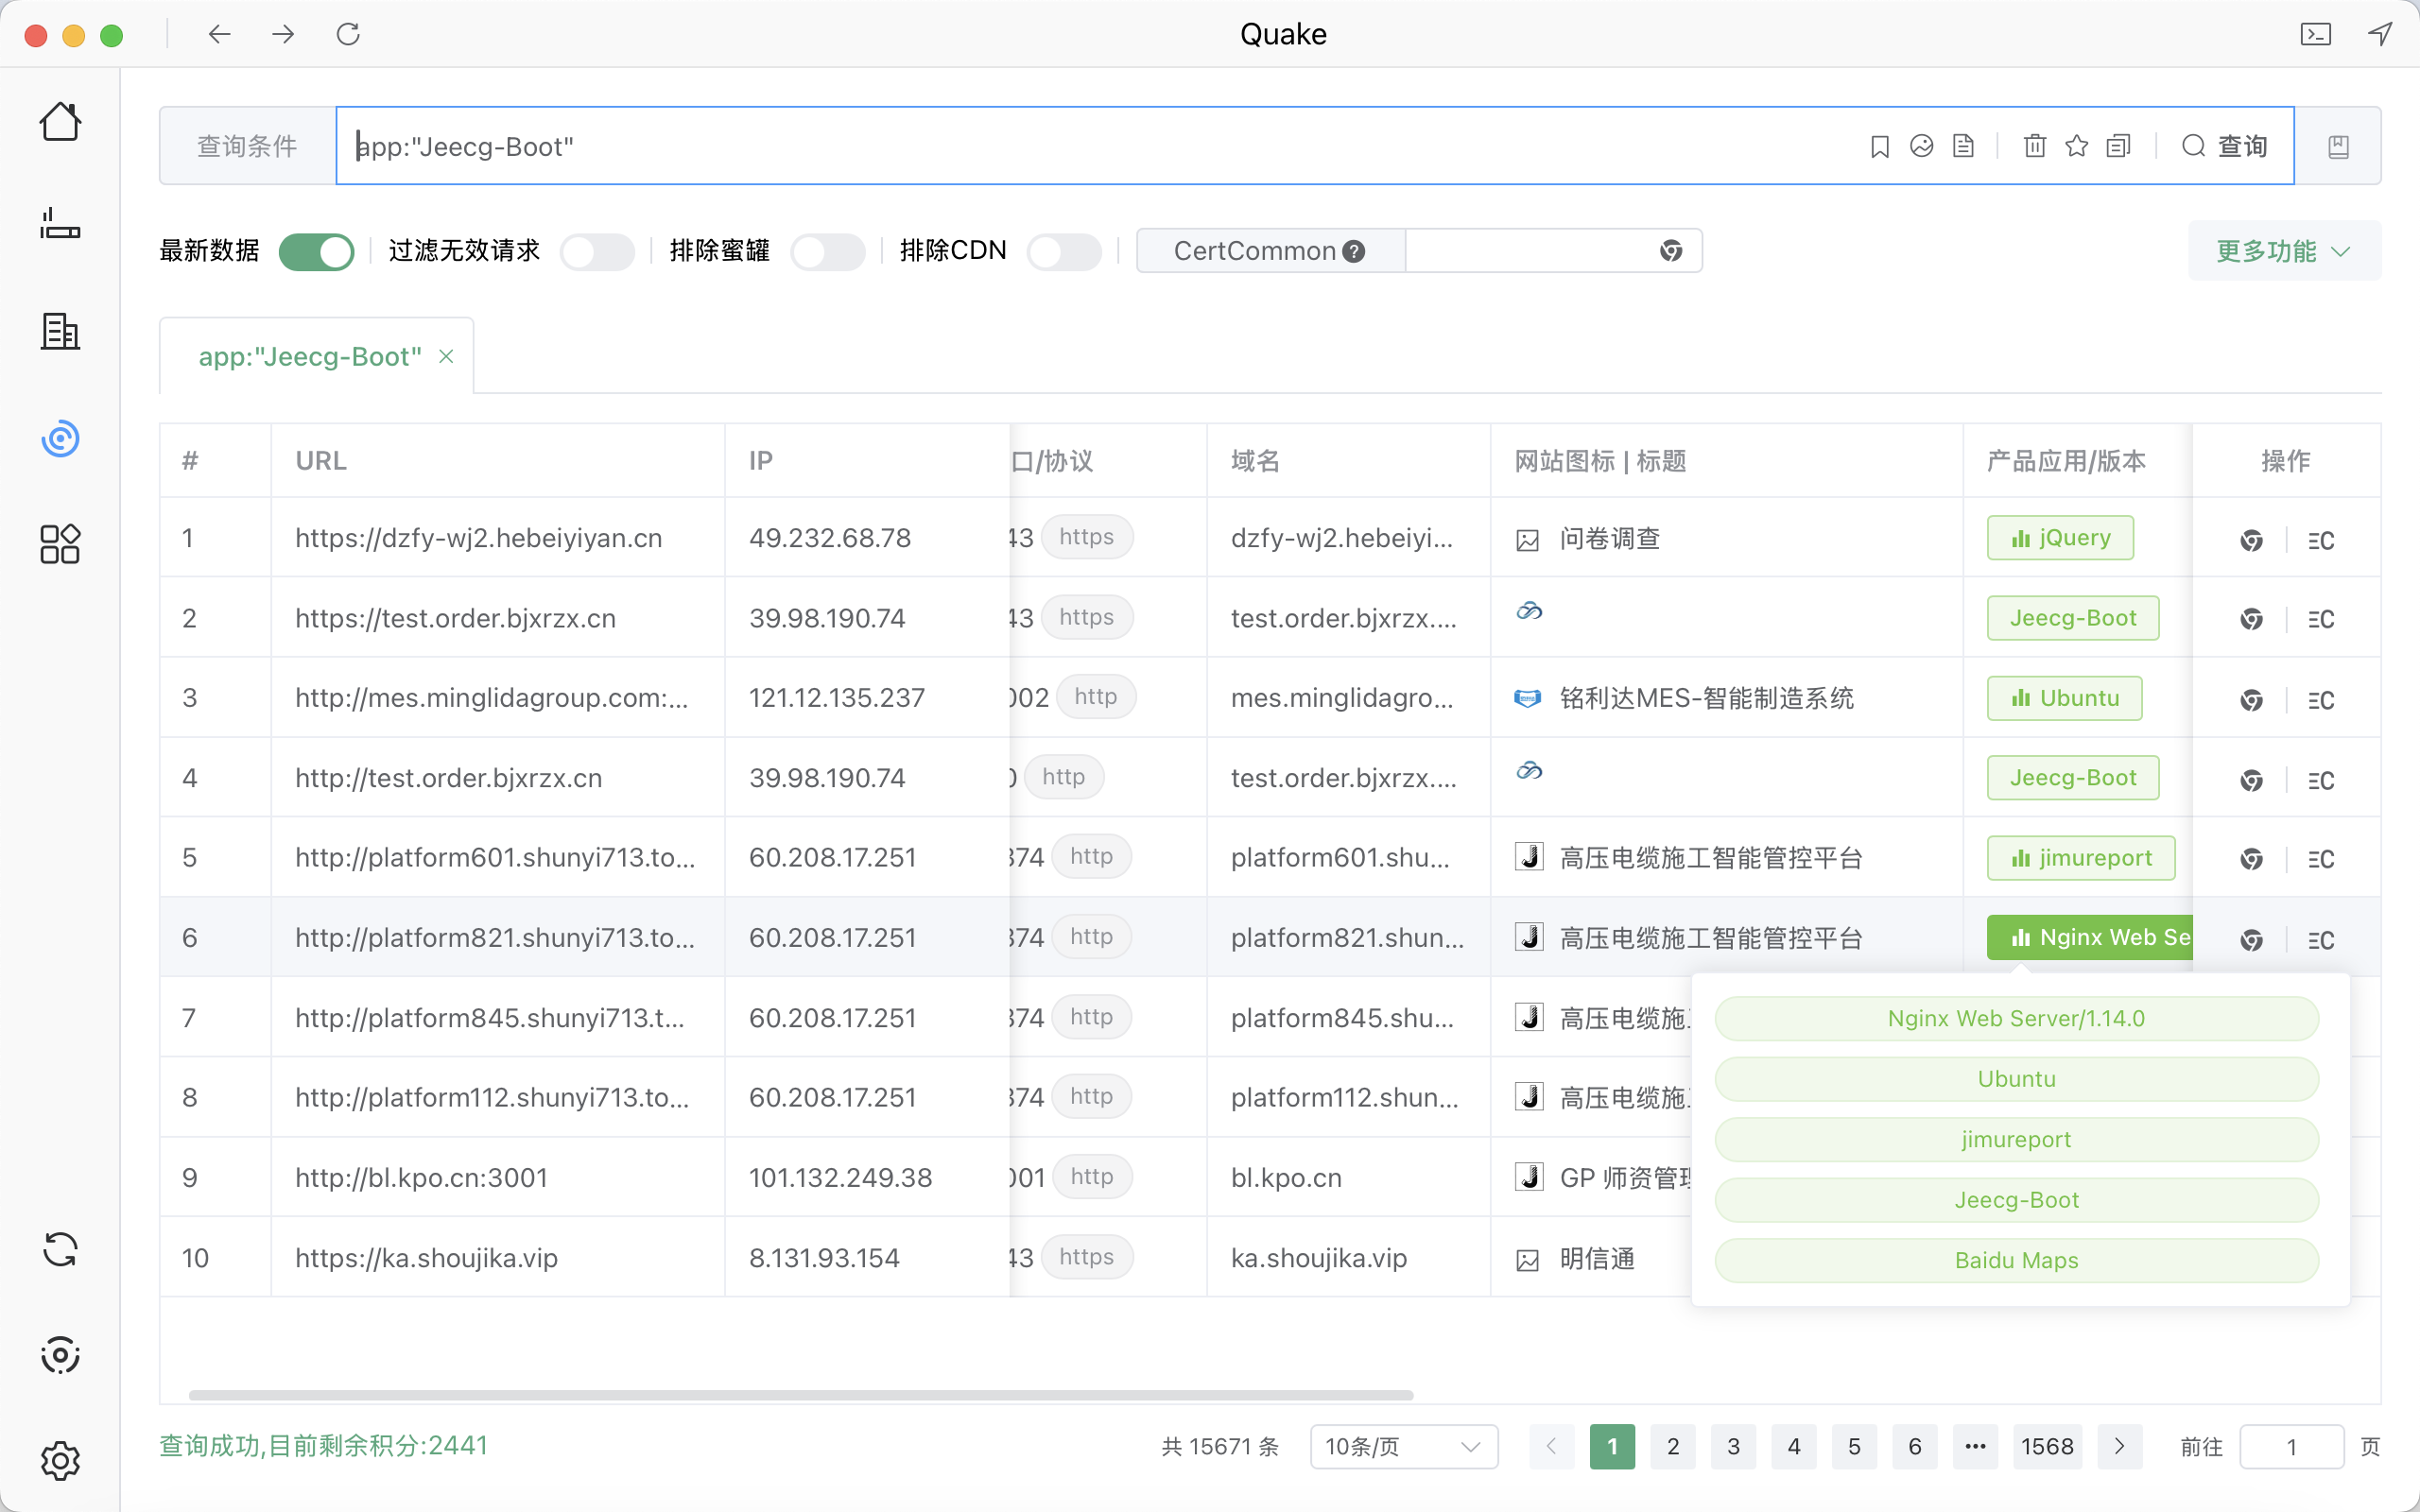 Quake
查询条件 app:"Jeecg-Boot" 查询
最新数据 过滤无效请求 排除蜜罐 排除CDN CertCommon 更多功能
app:"Jeecg-Boot"
# URL IP 口/协议 域名 网站图标 | 标题 产品应用/版本 操作
1 https://dzfy-wj2.hebeiyiyan.cn 49.232.68.78 43 https dzfy-wj2.hebeiyi... 问卷调查 jQuery
2 https://test.order.bjxrzx.cn 39.98.190.74 43 https test.order.bjxrzx.... Jeecg-Boot
3 http://mes.minglidagroup.com:... 121.12.135.237 002 http mes.minglidagro... 铭利达MES-智能制造系统 Ubuntu
4 http://test.order.bjxrzx.cn 39.98.190.74 0 http test.order.bjxrzx.... Jeecg-Boot
5 http://platform601.shunyi713.to... 60.208.17.251 374 http platform601.shu... 高压电缆施工智能管控平台 jimureport
6 http://platform821.shunyi713.to... 60.208.17.251 374 http platform821.shun... 高压电缆施工智能管控平台 Nginx Web Se
7 http://platform845.shunyi713.t... 60.208.17.251 374 http platform845.shu... 高压电缆施
8 http://platform112.shunyi713.to... 60.208.17.251 374 http platform112.shun... 高压电缆施
9 http://bl.kpo.cn:3001 101.132.249.38 001 http bl.kpo.cn GP 师资管理
10 https://ka.shoujika.vip 8.131.93.154 43 https ka.shoujika.vip 明信通
Nginx Web Server/1.14.0
Ubuntu
jimureport
Jeecg-Boot
Baidu Maps
查询成功,目前剩余积分:2441 共 15671 条 10条/页 1 2 3 4 5 6 ••• 1568 前往 1 页